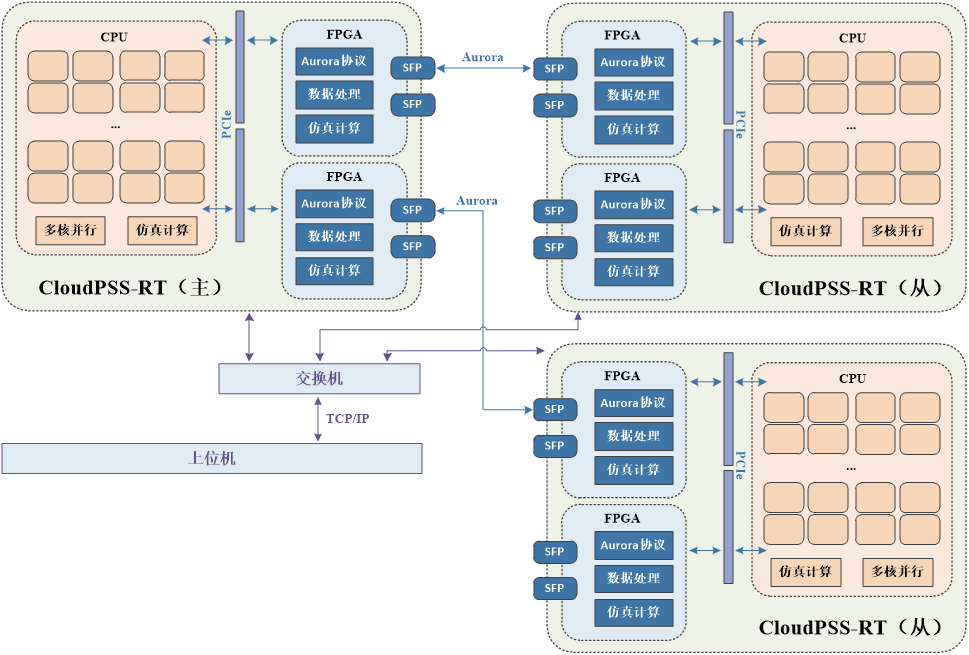 CPU
...
多核并行
仿真计算
PCIe
FPGA
Aurora协议
数据处理
仿真计算
SFP
SFP
FPGA
Aurora协议
数据处理
仿真计算
SFP
SFP
CloudPSS-RT（主）
Aurora
Aurora
SFP
SFP
FPGA
Aurora协议
数据处理
仿真计算
SFP
SFP
FPGA
Aurora协议
数据处理
仿真计算
PCIe
CPU
...
仿真计算
多核并行
CloudPSS-RT（从）
交换机
TCP/IP
上位机
SFP
SFP
FPGA
Aurora协议
数据处理
仿真计算
SFP
SFP
FPGA
Aurora协议
数据处理
仿真计算
PCIe
CPU
...
仿真计算
多核并行
CloudPSS-RT（从）